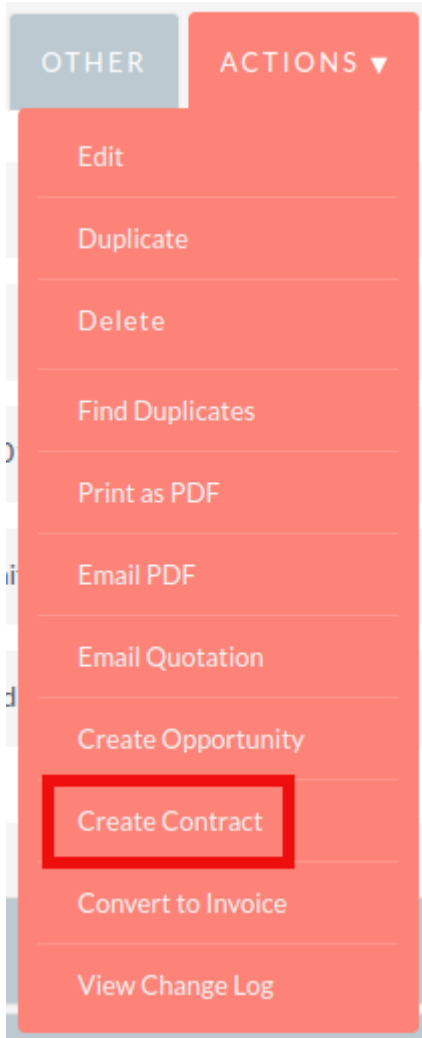 OTHER ACTIONS ▼
Edit
Duplicate
Delete
Find Duplicates
Print as PDF
Email PDF
Email Quotation
Create Opportunity
Create Contract
Convert to Invoice
View Change Log